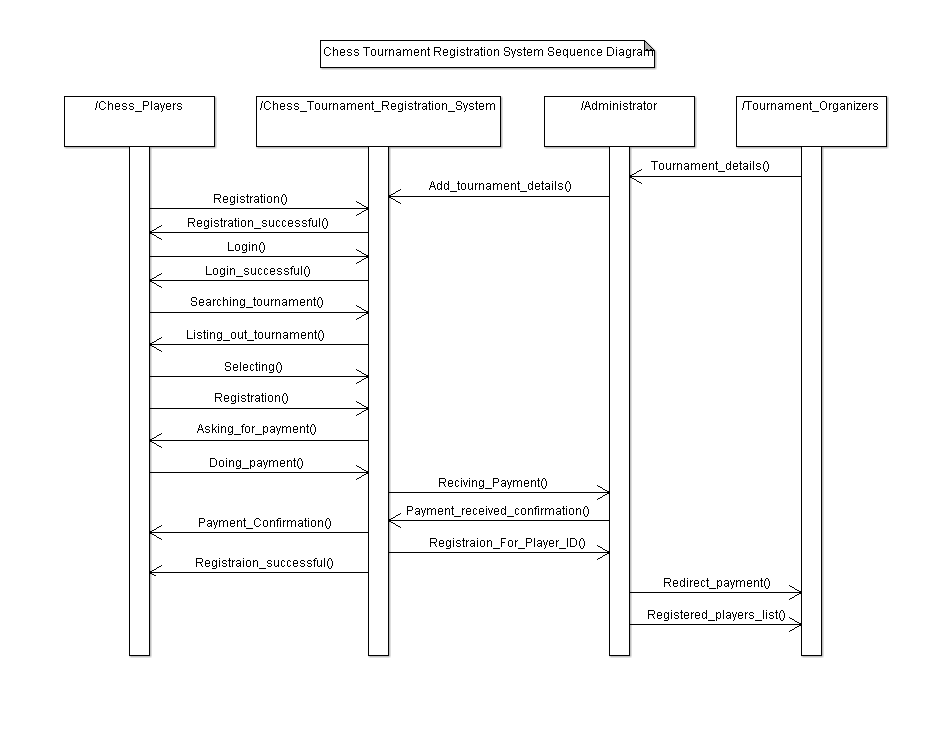 Chess Tournament Registration System Sequence Diagram
/Chess_Players
/Chess_Tournament_Registration_System
/Administrator
/Tournament_Organizers
Tournament_details()
Add_tournament_details()
Registration()
Registration_successful()
Login()
Login_successful()
Searching_tournament()
Listing_out_tournament()
Selecting()
Registration()
Asking_for_payment()
Doing_payment()
Reciving_Payment()
Payment_received_confirmation()
Payment_Confirmation()
Registraion_For_Player_ID()
Registraion_successful()
Redirect_payment()
Registered_players_list()